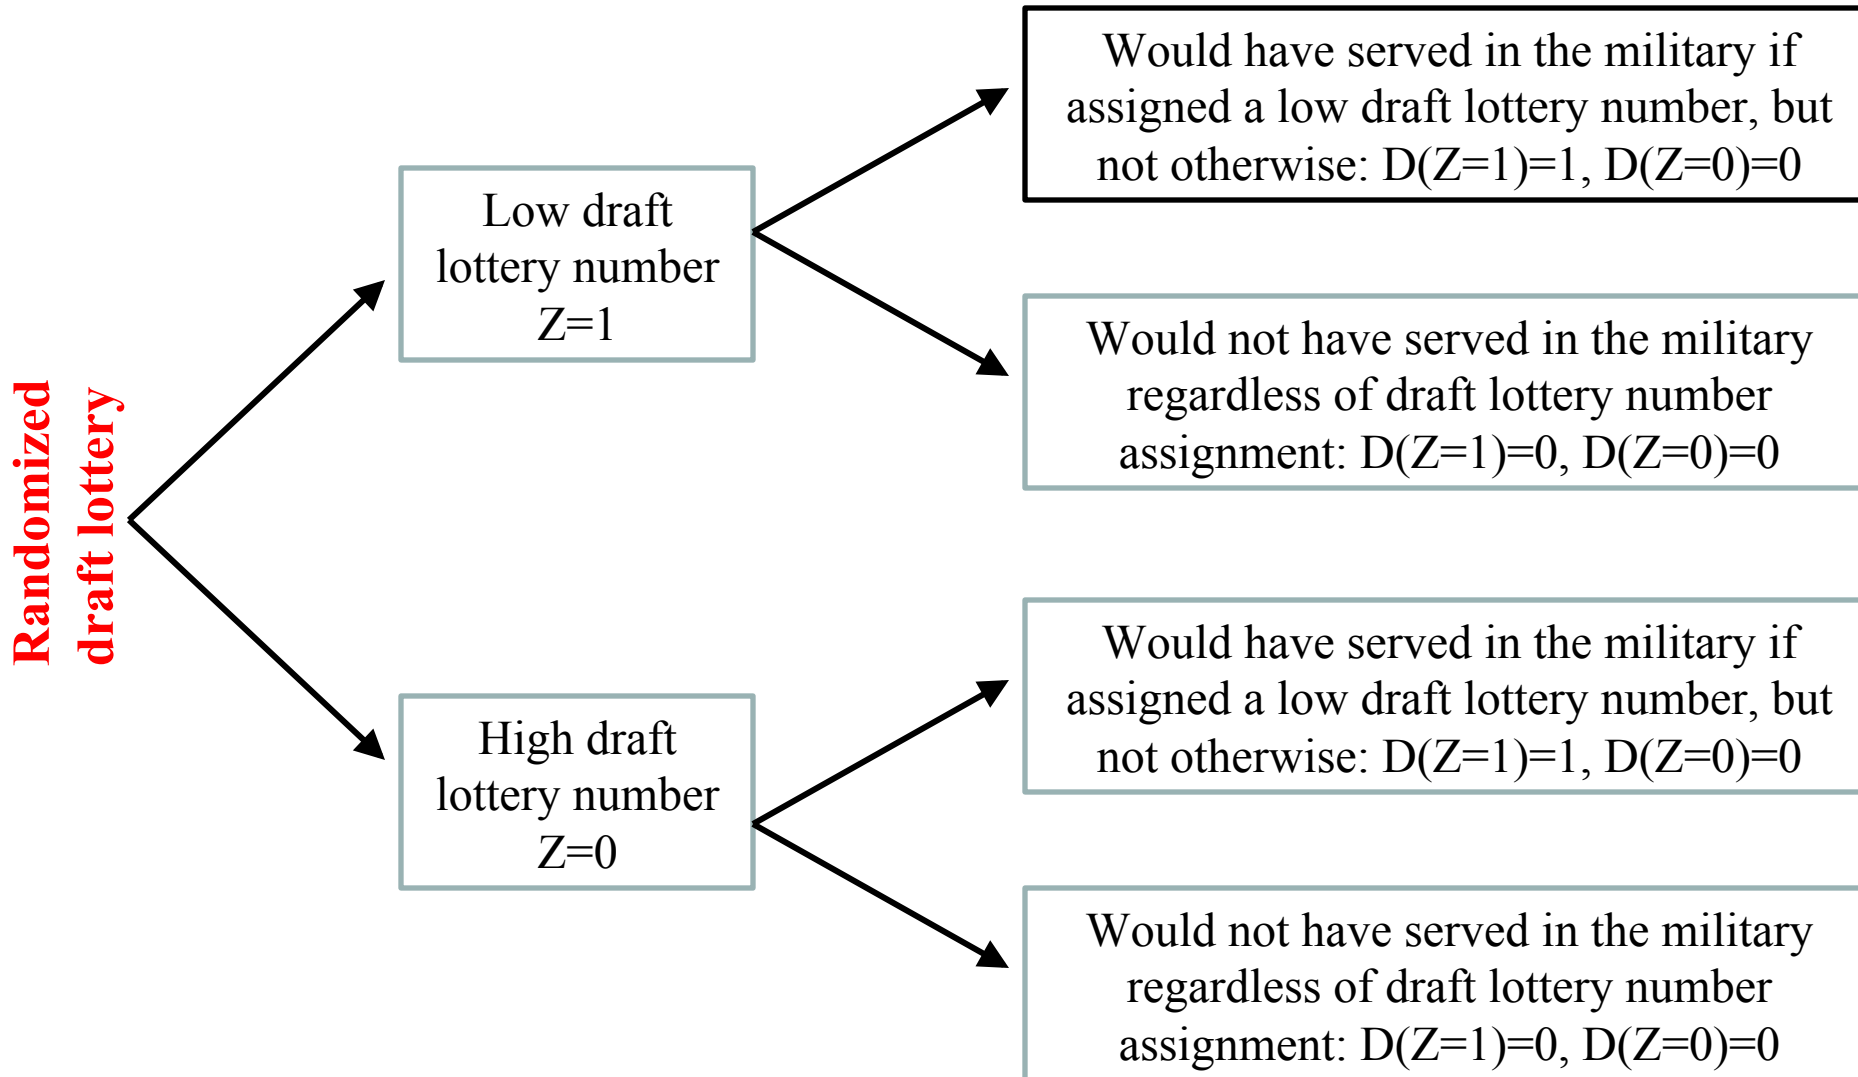 Randomized
draft lottery
Low draft
lottery number
Z=1
Would have served in the military if
assigned a low draft lottery number, but
not otherwise: D(Z=1)=1, D(Z=0)=0
Would not have served in the military
regardless of draft lottery number
assignment: D(Z=1)=0, D(Z=0)=0
High draft
lottery number
Z=0
Would have served in the military if
assigned a low draft lottery number, but
not otherwise: D(Z=1)=1, D(Z=0)=0
Would not have served in the military
regardless of draft lottery number
assignment: D(Z=1)=0, D(Z=0)=0